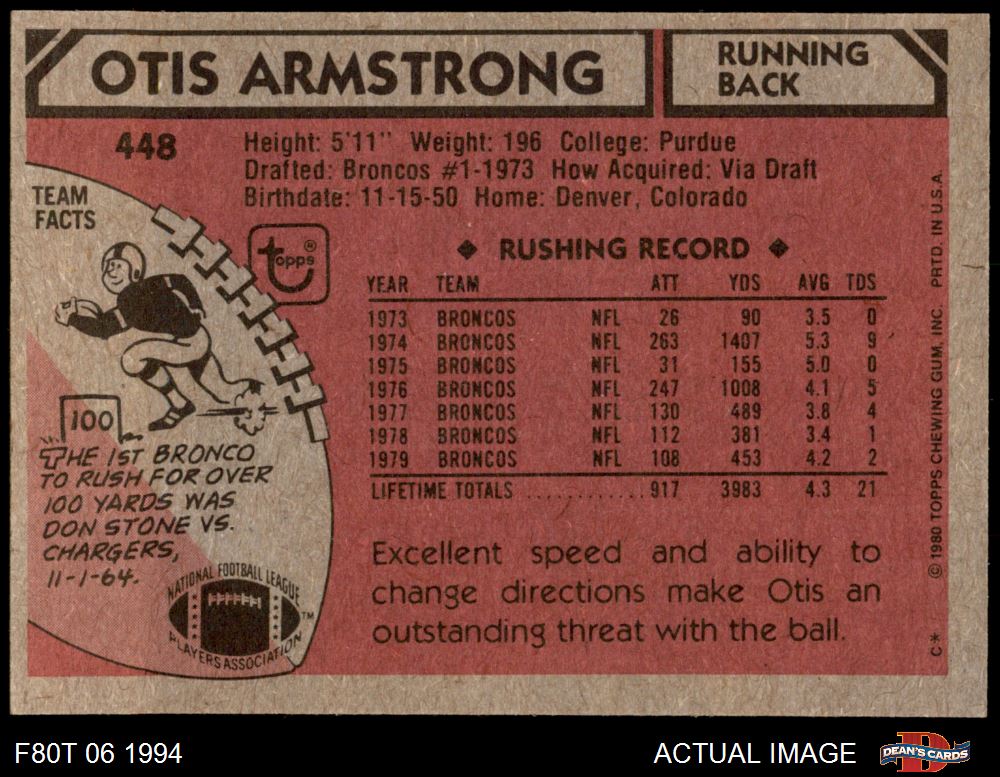 OTIS ARMSTRONG
RUNNING
BACK
448
Height: 5'11" Weight: 196 College: Purdue
Drafted: Broncos #1-1973 How Acquired: Via Draft
Birthdate: 11-15-50 Home: Denver, Colorado
TEAM
FACTS
topps®
◆ RUSHING RECORD ◆
YEAR TEAM ATT YDS AVG TDS
1973 BRONCOS NFL 26 90 3.5 0
1974 BRONCOS NFL 263 1407 5.3 9
1975 BRONCOS NFL 31 155 5.0 0
1976 BRONCOS NFL 247 1008 4.1 5
1977 BRONCOS NFL 130 489 3.8 4
1978 BRONCOS NFL 112 381 3.4 1
1979 BRONCOS NFL 108 453 4.2 2
LIFETIME TOTALS ............ 917 3983 4.3 21
100
THE 1ST BRONCO
TO RUSH FOR OVER
100 YARDS WAS
DON STONE VS.
CHARGERS,
11-1-64.
NATIONAL FOOTBALL LEAGUE
PLAYERS ASSOCIATION
™
Excellent speed and ability to
change directions make Otis an
outstanding threat with the ball.
C* ©1980 TOPPS CHEWING GUM, INC. PRTD. IN U.S.A.
F80T 06 1994
ACTUAL IMAGE
DEAN'S CARDS